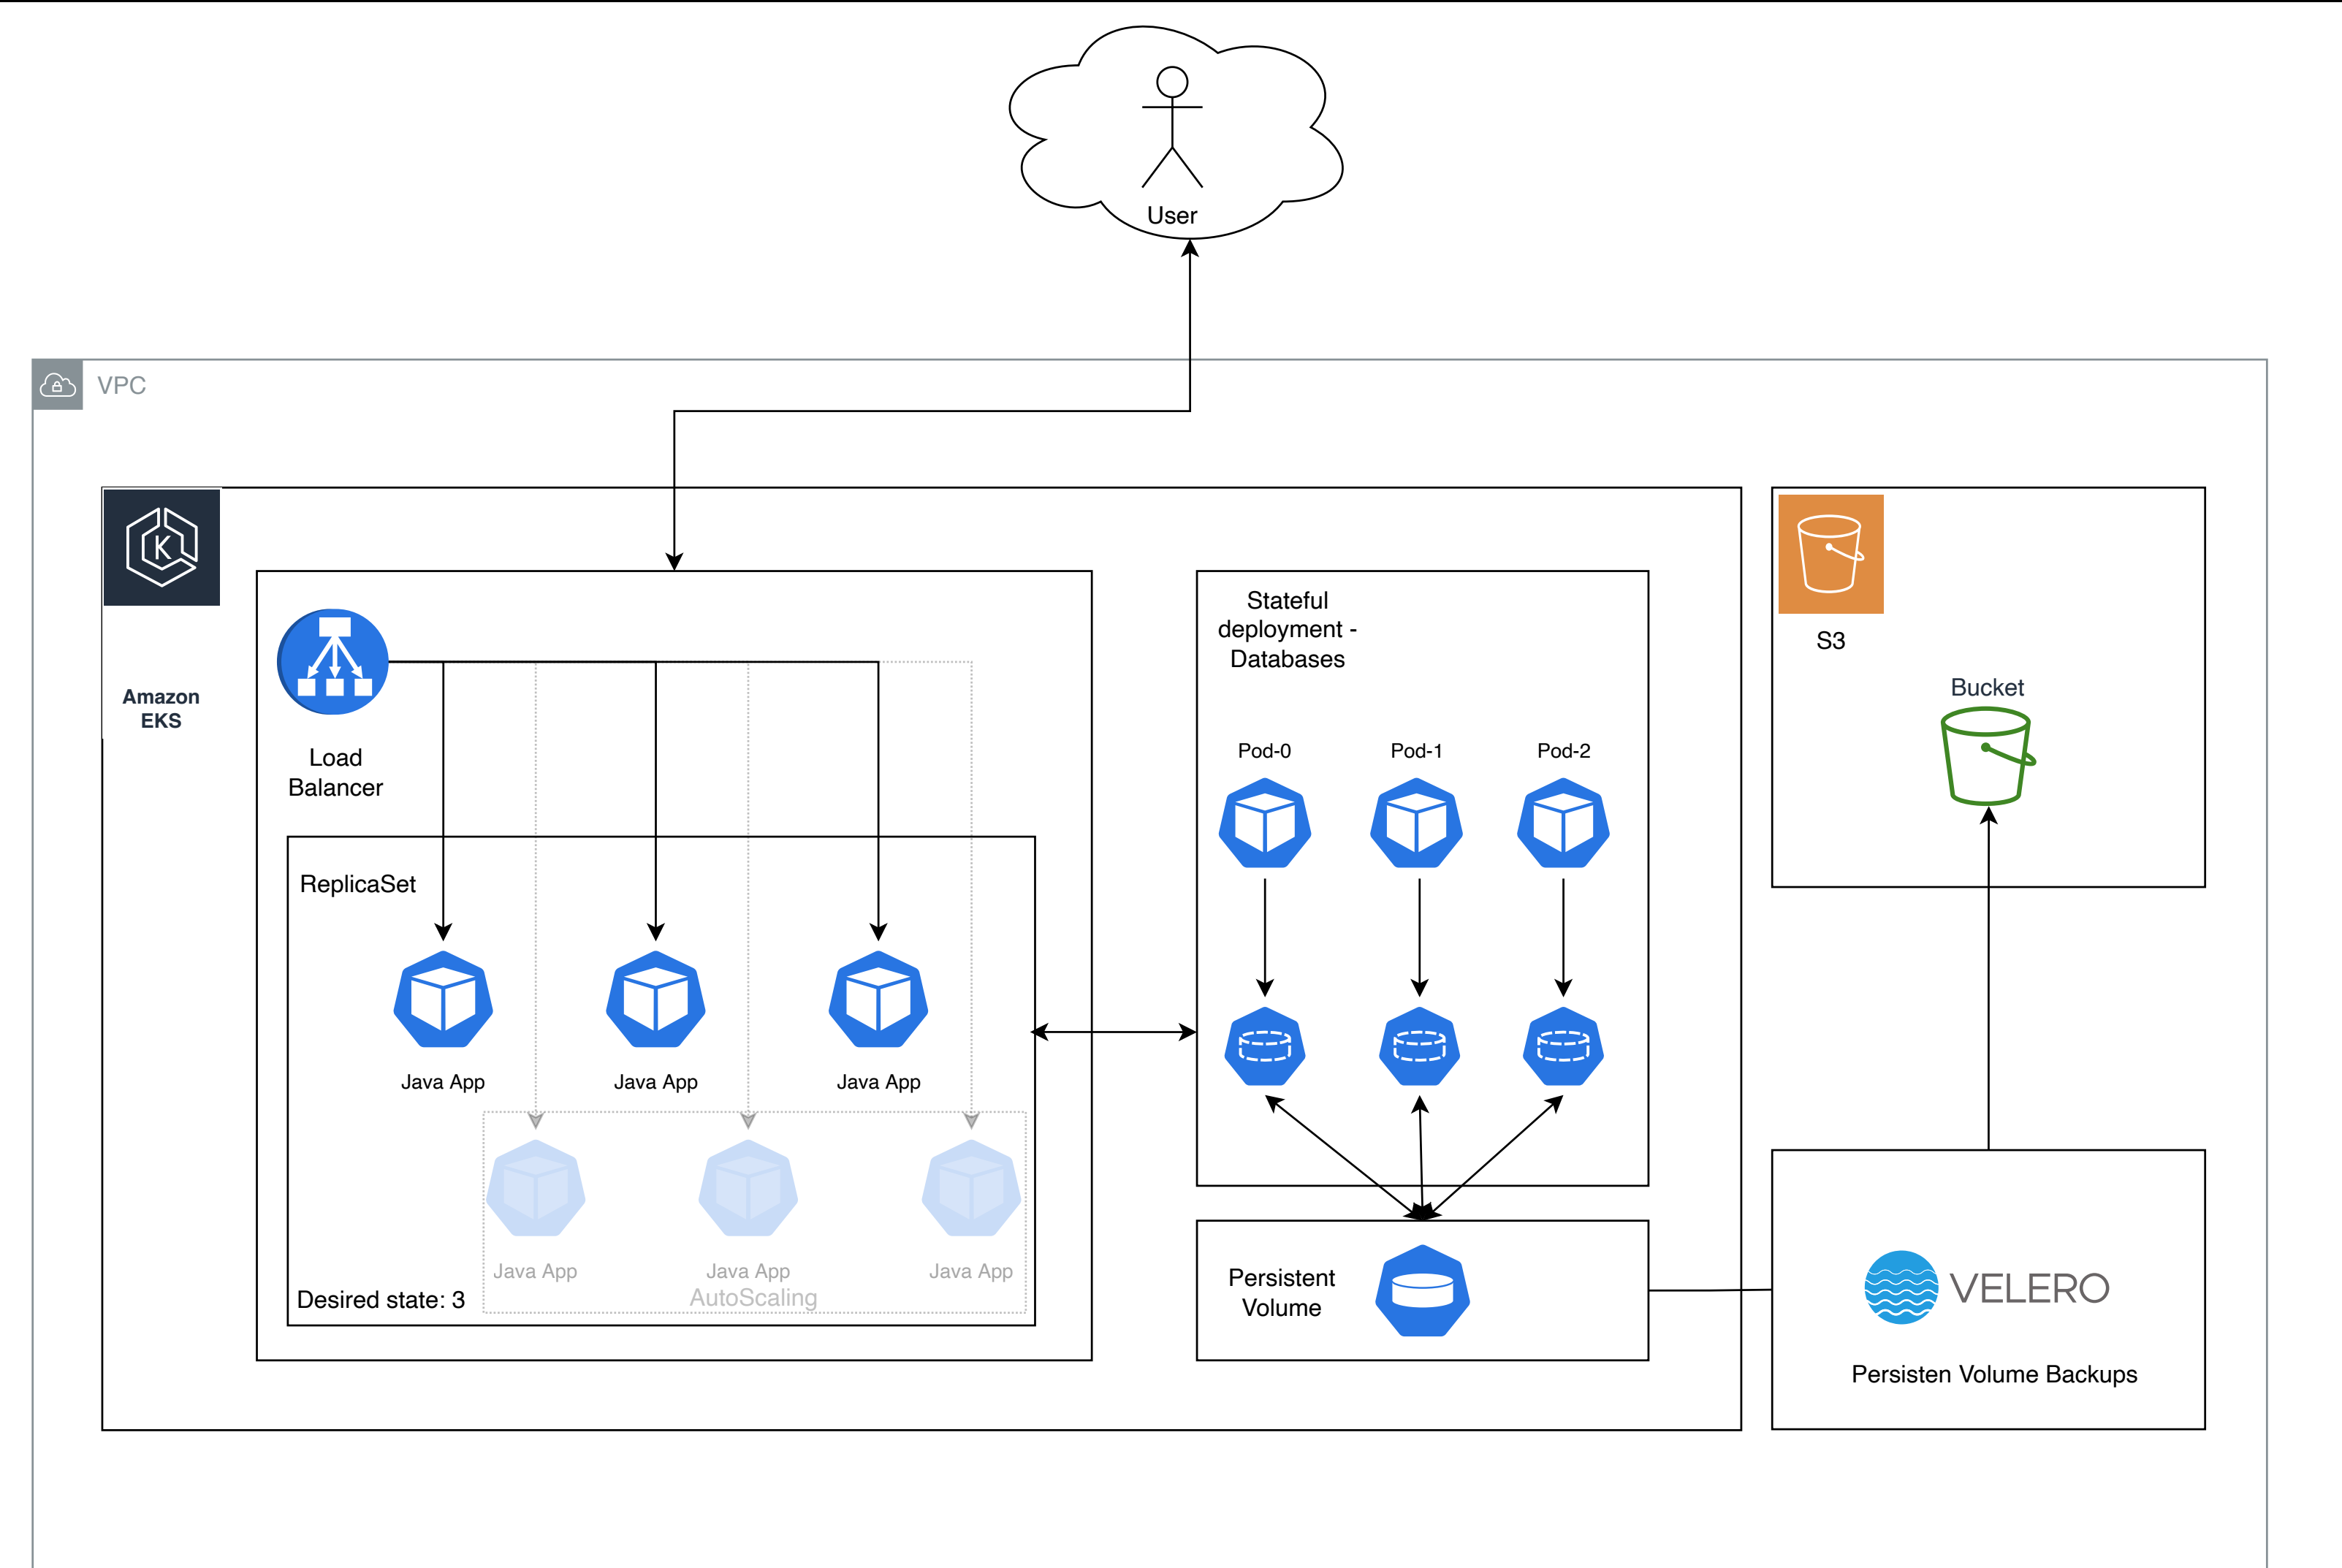 User
VPC
Amazon
EKS
Load
Balancer
ReplicaSet
Java App
Java App
Java App
Java App
Java App
Java App
AutoScaling
Desired state: 3
Stateful
deployment -
Databases
Pod-0
Pod-1
Pod-2
Persistent
Volume
S3
Bucket
VELERO
Persisten Volume Backups